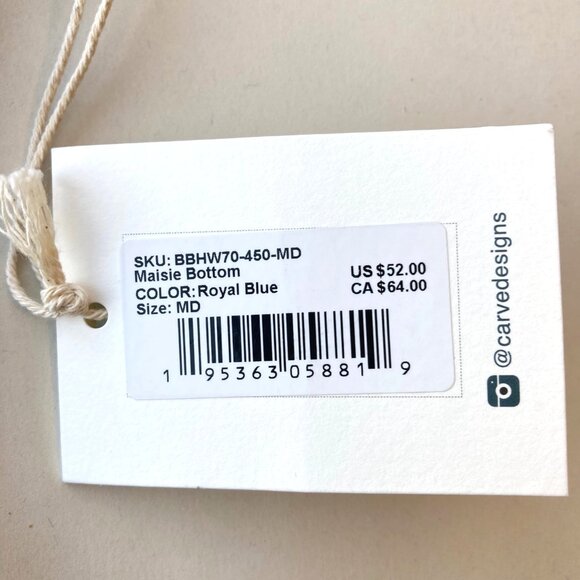 SKU: BBHW70-450-MD
Maisie Bottom US $52.00
COLOR: Royal Blue CA $64.00
Size: MD
1 95363 05881 9
@carvedesigns